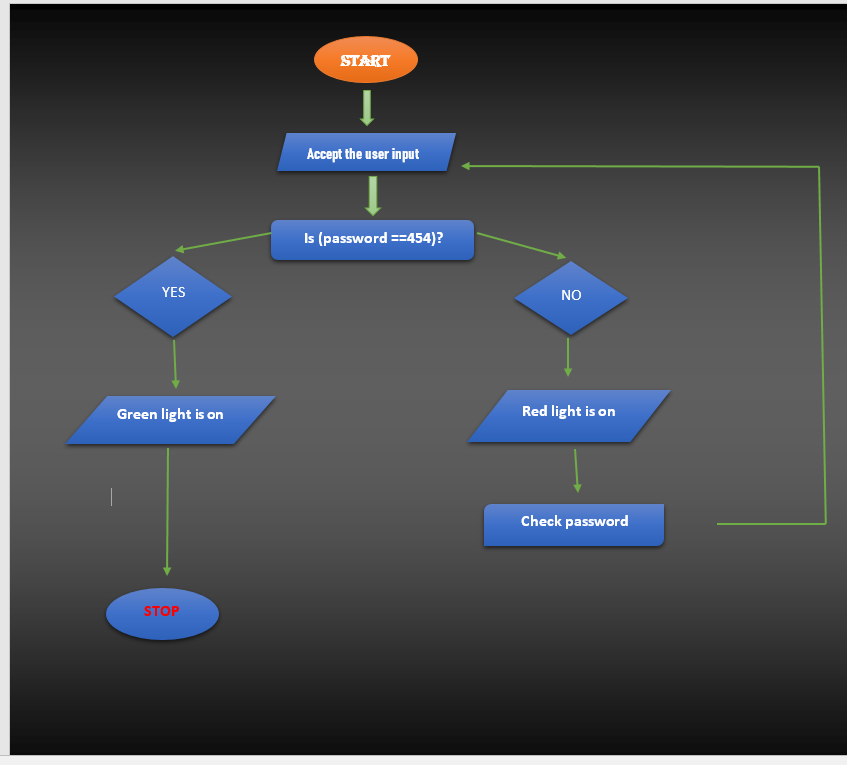 START
Accept the user input
Is (password ==454)?
YES
NO
Green light is on
Red light is on
Check password
STOP